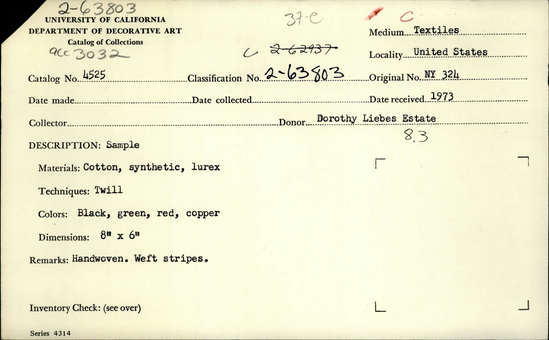 2-63803
UNIVERSITY OF CALIFORNIA
DEPARTMENT OF DECORATIVE ART
Catalog of Collections
acc 3032
37-C
C 2-62937
C
Medium Textiles
Locality United States
Catalog No. 4525 Classification No. 2-63803 Original No. NY 324
Date made Date collected Date received 1973
Collector Donor Dorothy Liebes Estate
8.3
DESCRIPTION: Sample
Materials: Cotton, synthetic, lurex
Techniques: Twill
Colors: Black, green, red, copper
Dimensions: 8" x 6"
Remarks: Handwoven. Weft stripes.
Inventory Check: (see over)
Series 4314